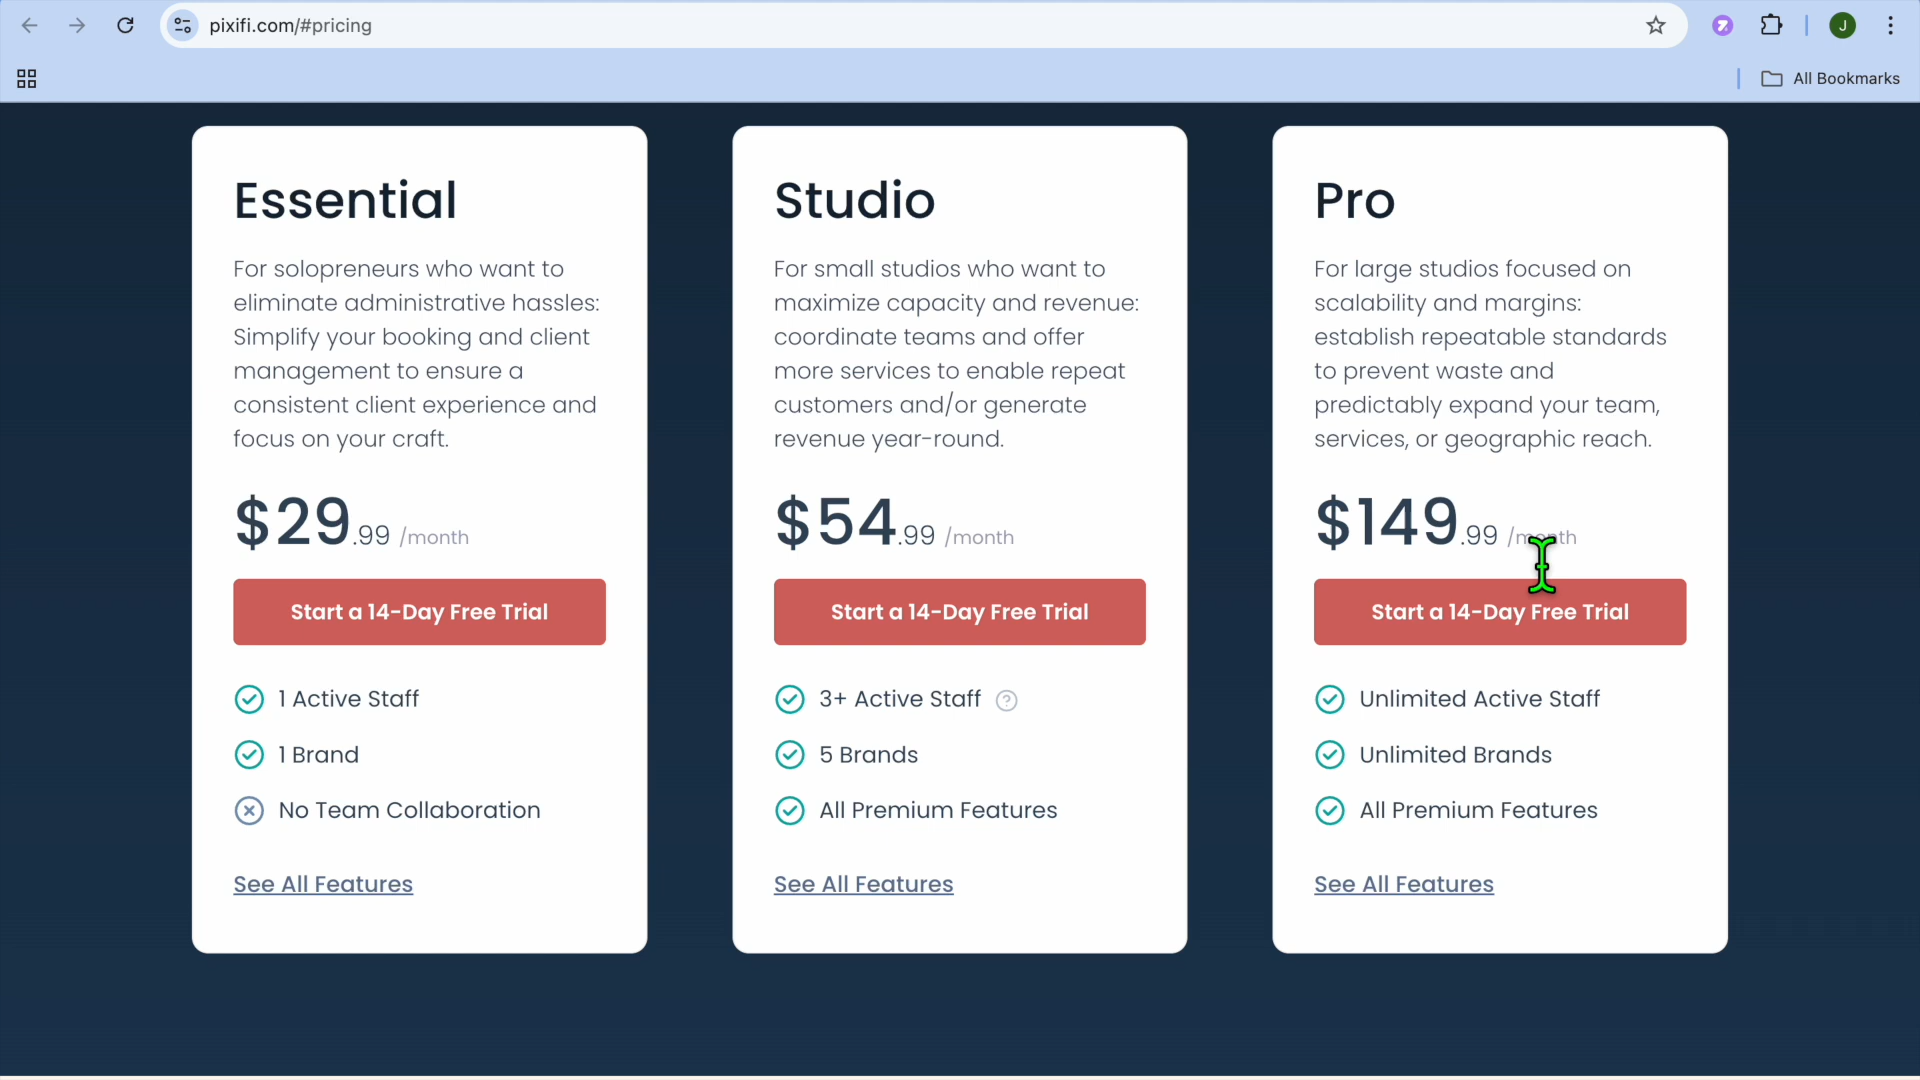 pixifi.com/#pricing
J
All Bookmarks
Essential
For solopreneurs who want to
eliminate administrative hassles:
Simplify your booking and client
management to ensure a
consistent client experience and
focus on your craft.
$29.99 /month
Start a 14-Day Free Trial
1 Active Staff
1 Brand
No Team Collaboration
See All Features
Studio
For small studios who want to
maximize capacity and revenue:
coordinate teams and offer
more services to enable repeat
customers and/or generate
revenue year-round.
$54.99 /month
Start a 14-Day Free Trial
3+ Active Staff ?
5 Brands
All Premium Features
See All Features
Pro
For large studios focused on
scalability and margins:
establish repeatable standards
to prevent waste and
predictably expand your team,
services, or geographic reach.
$149.99 /month
Start a 14-Day Free Trial
Unlimited Active Staff
Unlimited Brands
All Premium Features
See All Features